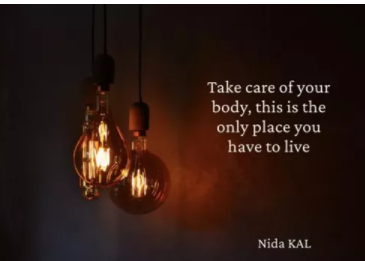 Take care of your
body, this is the
only place you
have to live
Nida KAL